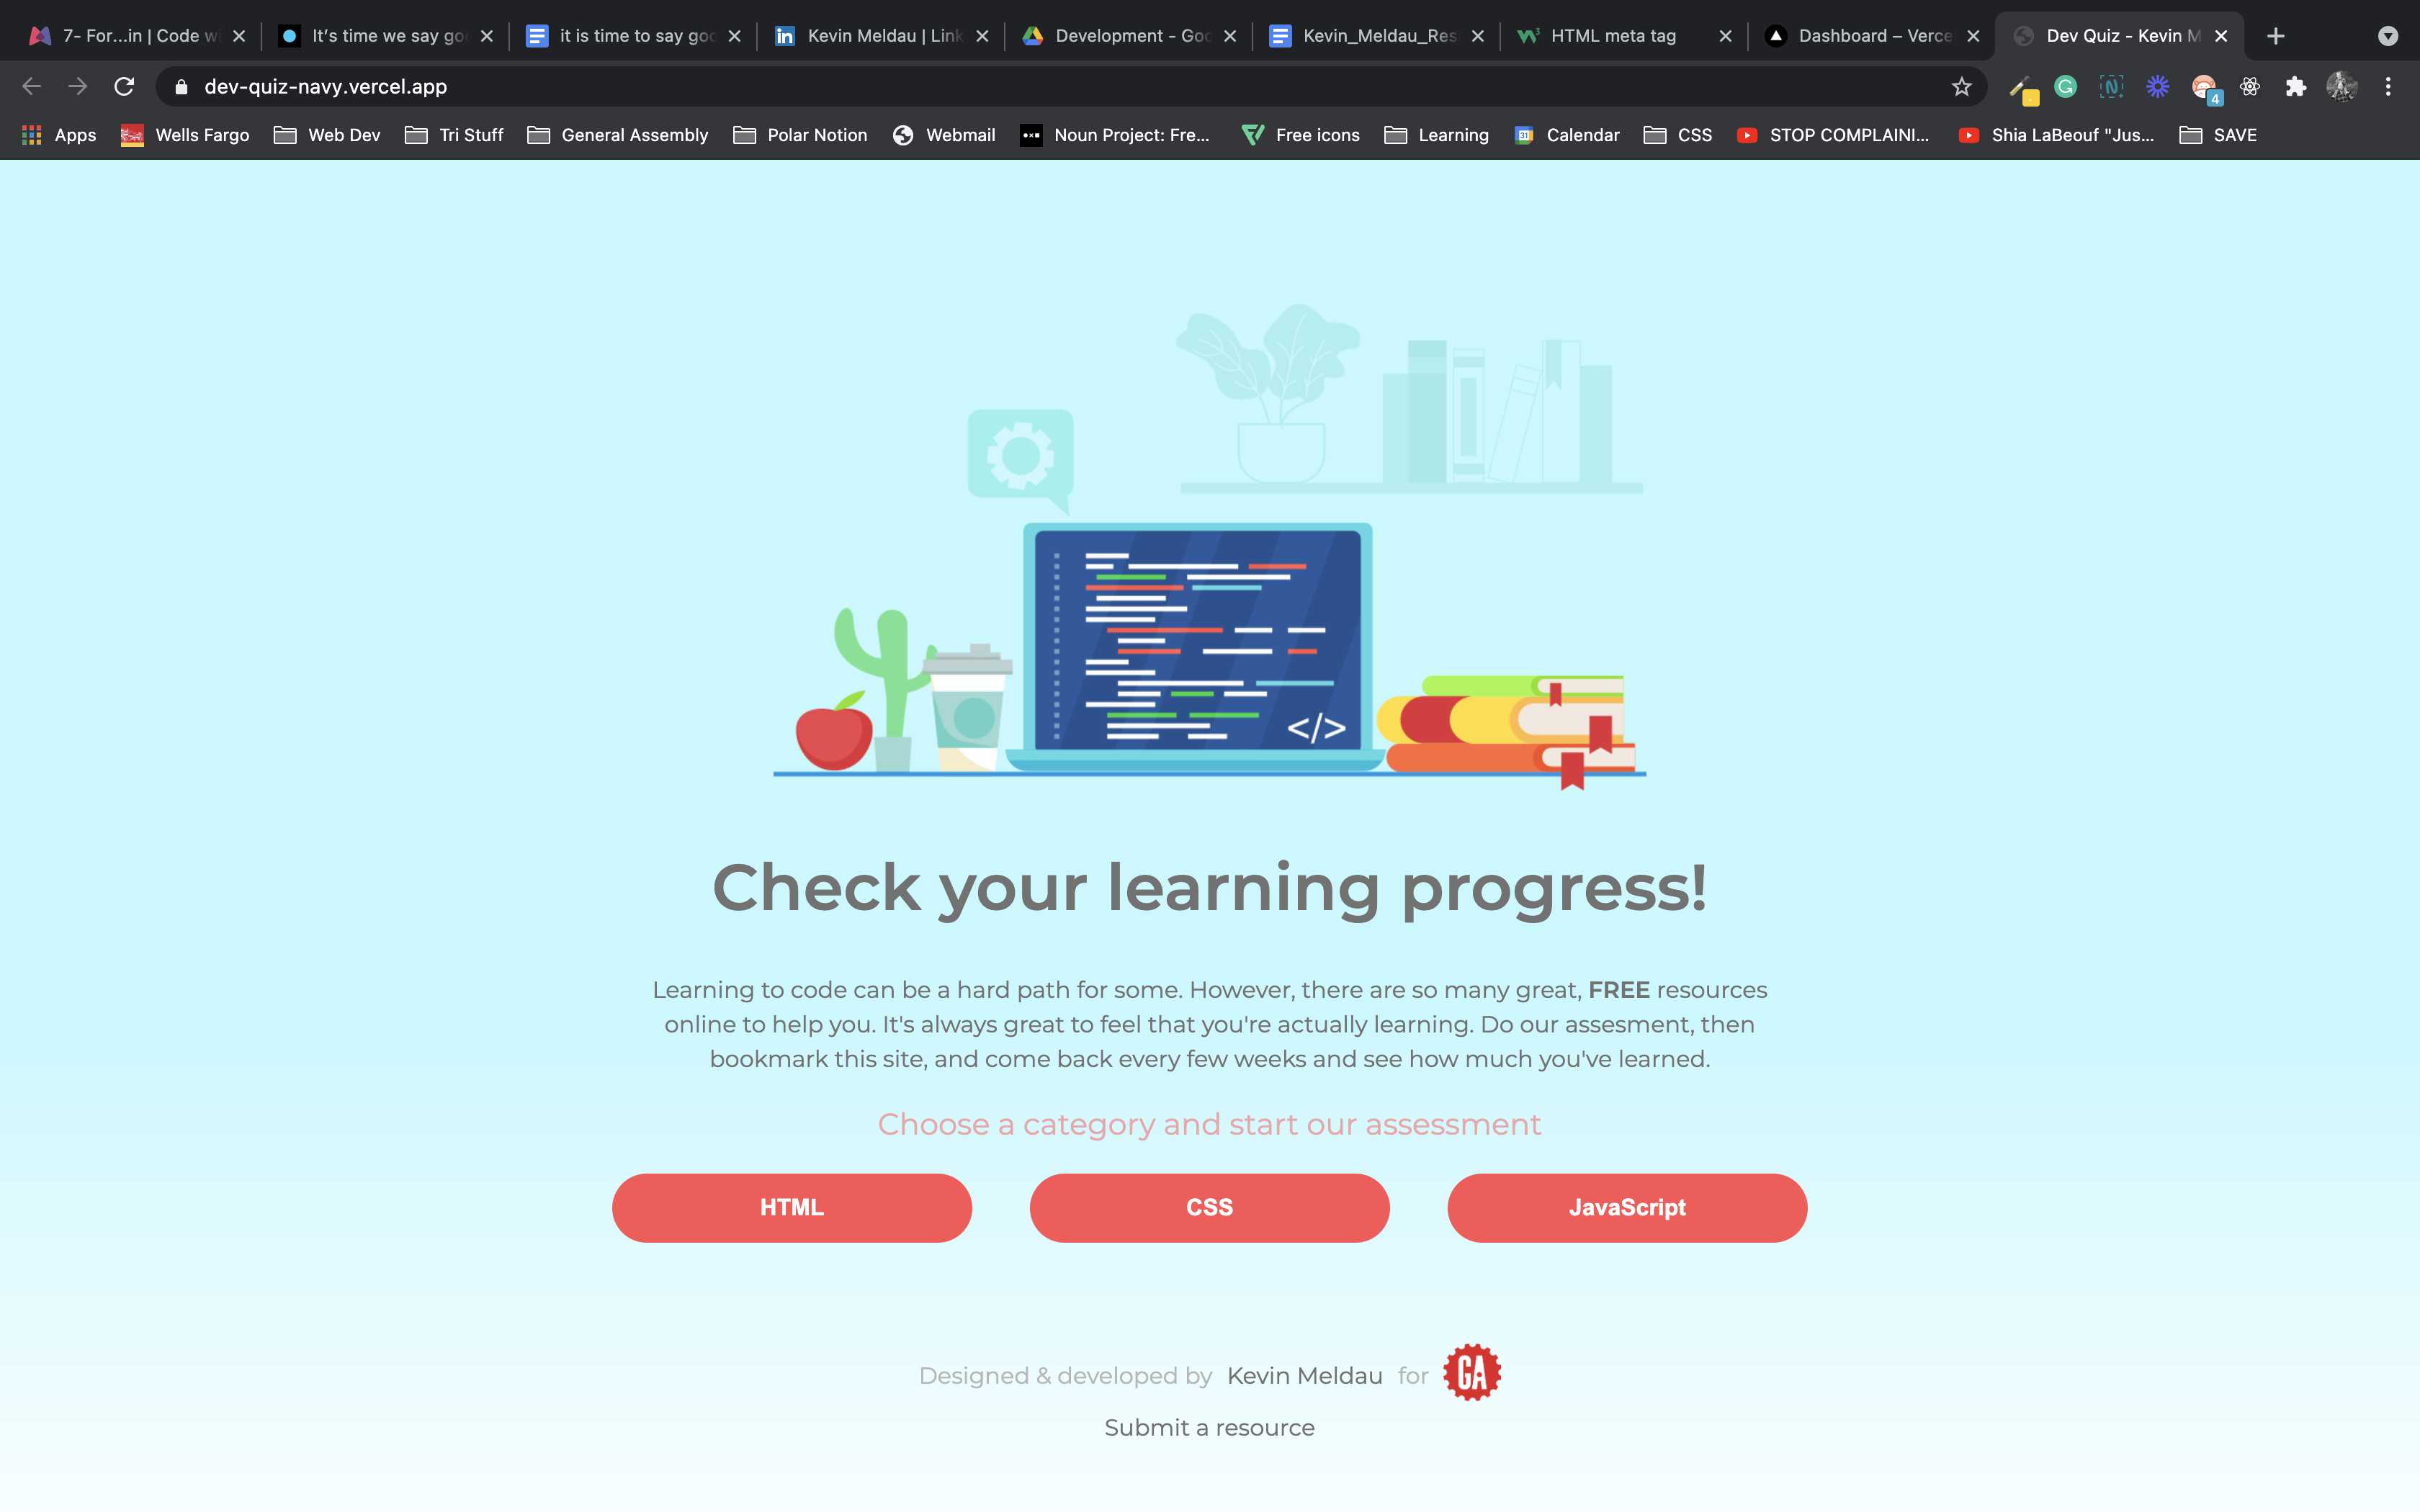 7- For...in | Code w
It's time we say go
it is time to say goo
Kevin Meldau | Link
Development - Goo
Kevin_Meldau_Res
HTML meta tag
Dashboard – Verce
Dev Quiz - Kevin M
dev-quiz-navy.vercel.app
4
Apps
Wells Fargo
Web Dev
Tri Stuff
General Assembly
Polar Notion
Webmail
Noun Project: Fre...
Free icons
Learning
31
Calendar
CSS
STOP COMPLAINI...
Shia LaBeouf "Jus...
SAVE
</>
Check your learning progress!
Learning to code can be a hard path for some. However, there are so many great, FREE resources
online to help you. It's always great to feel that you're actually learning. Do our assesment, then
bookmark this site, and come back every few weeks and see how much you've learned.
Choose a category and start our assessment
HTML
CSS
JavaScript
Designed & developed by Kevin Meldau for GA
Submit a resource